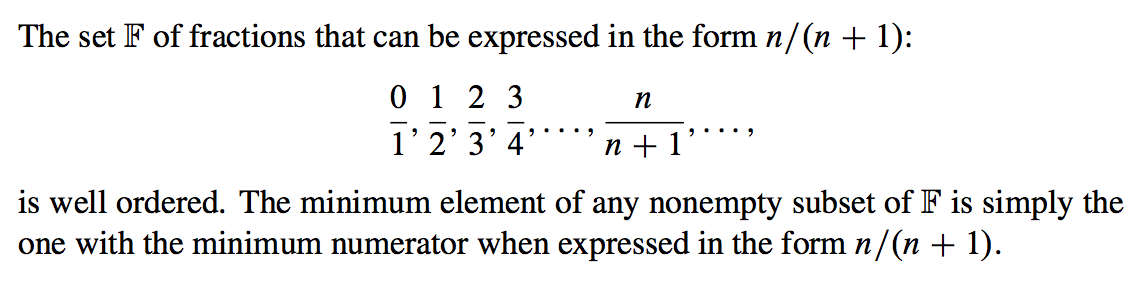 The set 𝔽 of fractions that can be expressed in the form n/(n + 1):
0/1, 1/2, 2/3, 3/4, . . . , n/(n + 1), . . . ,
is well ordered. The minimum element of any nonempty subset of 𝔽 is simply the
one with the minimum numerator when expressed in the form n/(n + 1).